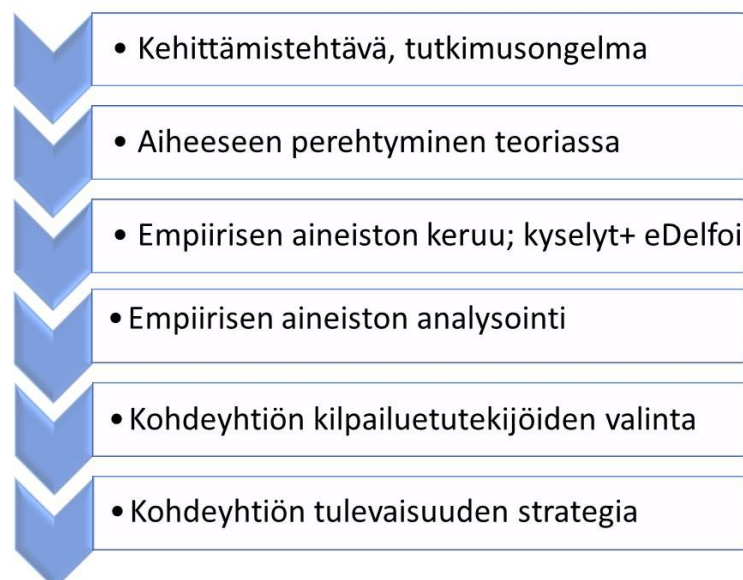 • Kehittämistehtävä, tutkimusongelma
• Aiheeseen perehtyminen teoriassa
• Empiirisen aineiston keruu; kyselyt+ eDelfoi
• Empiirisen aineiston analysointi
• Kohdeyhtiön kilpailuetutekijöiden valinta
• Kohdeyhtiön tulevaisuuden strategia